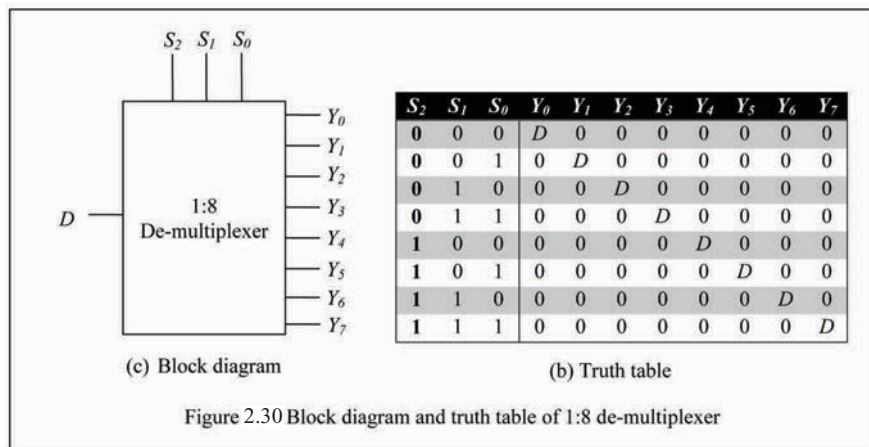 S2 S1 S0
Y0
Y1
Y2
Y3
Y4
Y5
Y6
Y7
D
1:8
De-multiplexer
(c) Block diagram
S2 S1 S0 Y0 Y1 Y2 Y3 Y4 Y5 Y6 Y7
0 0 0 D 0 0 0 0 0 0 0
0 0 1 0 D 0 0 0 0 0 0
0 1 0 0 0 D 0 0 0 0 0
0 1 1 0 0 0 D 0 0 0 0
1 0 0 0 0 0 0 D 0 0 0
1 0 1 0 0 0 0 0 D 0 0
1 1 0 0 0 0 0 0 0 D 0
1 1 1 0 0 0 0 0 0 0 D
(b) Truth table
Figure 2.30 Block diagram and truth table of 1:8 de-multiplexer